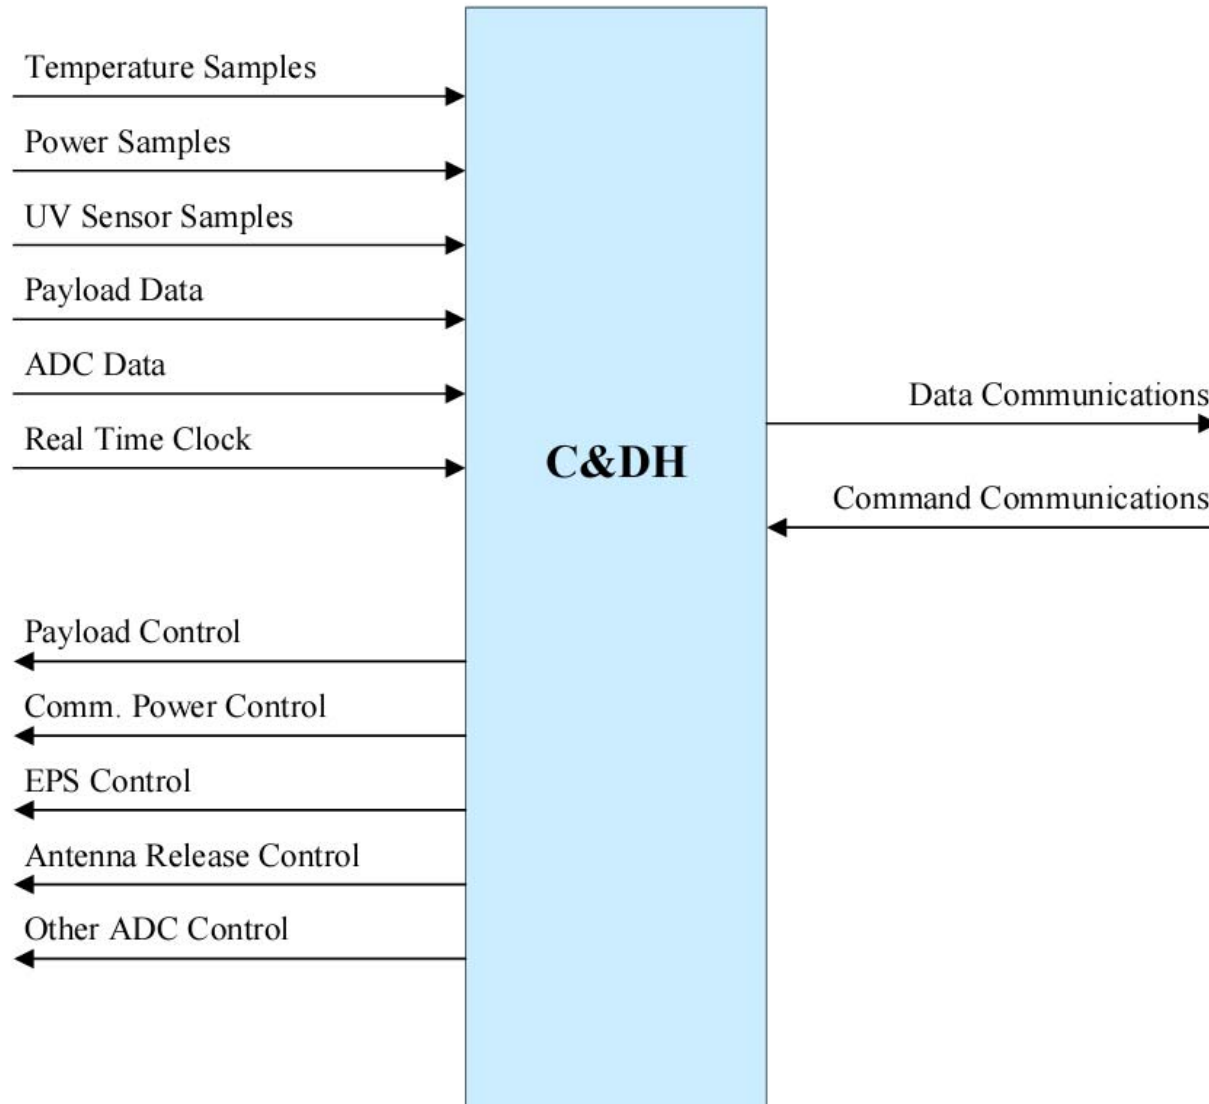 Temperature Samples
Power Samples
UV Sensor Samples
Payload Data
ADC Data
Real Time Clock
Payload Control
Comm. Power Control
EPS Control
Antenna Release Control
Other ADC Control
C&DH
Data Communications
Command Communications